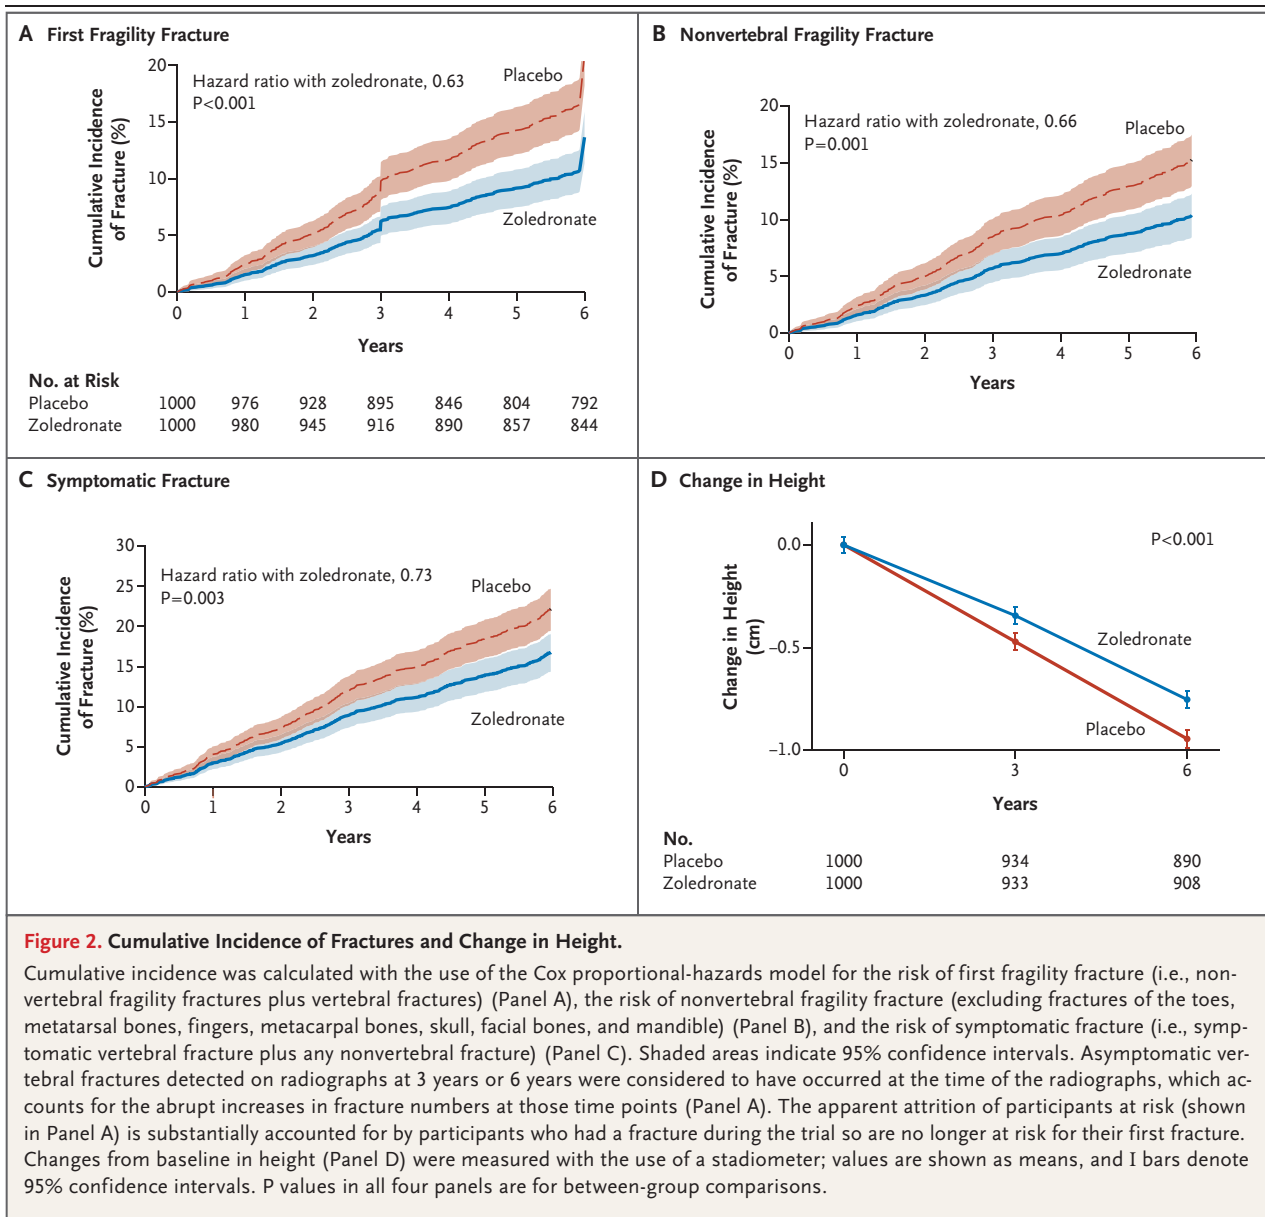 A First Fragility Fracture
20
15
10
5
0
Cumulative Incidence
of Fracture (%)
Hazard ratio with zoledronate, 0.63
P<0.001
Placebo
Zoledronate
0 1 2 3 4 5 6
Years
No. at Risk
Placebo 1000 976 928 895 846 804 792
Zoledronate 1000 980 945 916 890 857 844
B Nonvertebral Fragility Fracture
20
15
10
5
0
Cumulative Incidence
of Fracture (%)
Hazard ratio with zoledronate, 0.66
P=0.001
Placebo
Zoledronate
0 1 2 3 4 5 6
Years
C Symptomatic Fracture
30
25
20
15
10
5
0
Cumulative Incidence
of Fracture (%)
Hazard ratio with zoledronate, 0.73
P=0.003
Placebo
Zoledronate
0 1 2 3 4 5 6
Years
D Change in Height
0.0
−0.5
−1.0
Change in Height
(cm)
P<0.001
Zoledronate
Placebo
0 3 6
Years
No.
Placebo 1000 934 890
Zoledronate 1000 933 908
Figure 2. Cumulative Incidence of Fractures and Change in Height.
Cumulative incidence was calculated with the use of the Cox proportional-hazards model for the risk of first fragility fracture (i.e., non-
vertebral fragility fractures plus vertebral fractures) (Panel A), the risk of nonvertebral fragility fracture (excluding fractures of the toes,
metatarsal bones, fingers, metacarpal bones, skull, facial bones, and mandible) (Panel B), and the risk of symptomatic fracture (i.e., symp-
tomatic vertebral fracture plus any nonvertebral fracture) (Panel C). Shaded areas indicate 95% confidence intervals. Asymptomatic ver-
tebral fractures detected on radiographs at 3 years or 6 years were considered to have occurred at the time of the radiographs, which ac-
counts for the abrupt increases in fracture numbers at those time points (Panel A). The apparent attrition of participants at risk (shown
in Panel A) is substantially accounted for by participants who had a fracture during the trial so are no longer at risk for their first fracture.
Changes from baseline in height (Panel D) were measured with the use of a stadiometer; values are shown as means, and I bars denote
95% confidence intervals. P values in all four panels are for between-group comparisons.